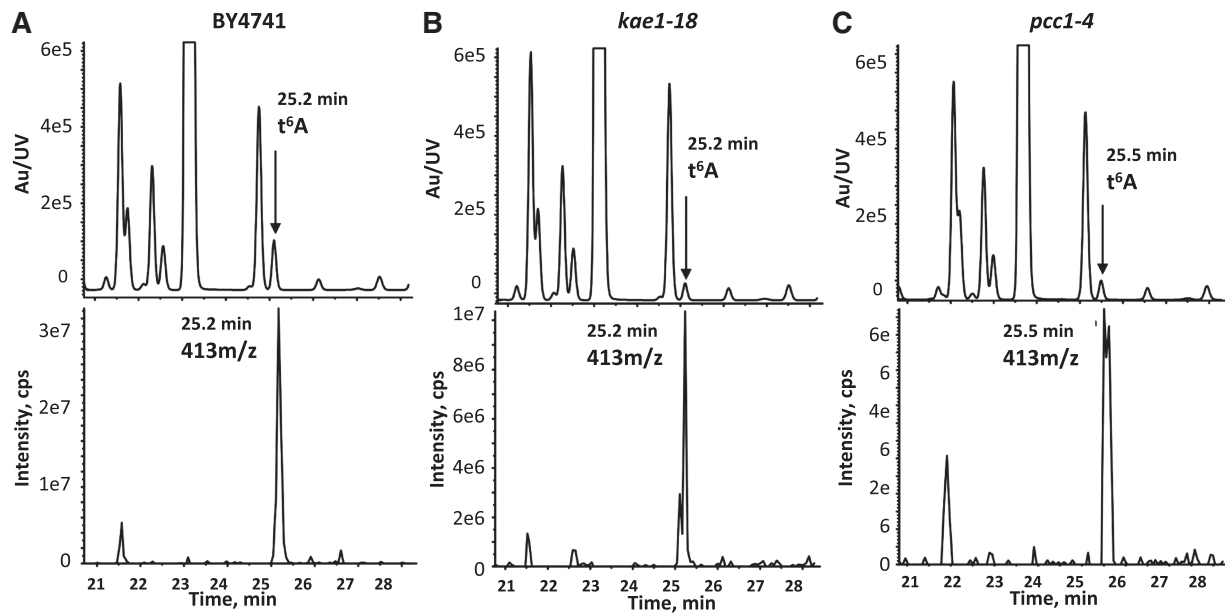 A
BY4741
6e5
4e5
2e5
0
Au/UV
25.2 min
t⁶A
3e7
2e7
1e7
0
Intensity, cps
25.2 min
413m/z
21 22 23 24 25 26 27 28
Time, min
B
kae1-18
6e5
4e5
2e5
0
Au/UV
25.2 min
t⁶A
1e7
8e6
6e6
4e6
2e6
0
Intensity, cps
25.2 min
413m/z
21 22 23 24 25 26 27 28
Time, min
C
pcc1-4
6e5
4e5
2e5
0
Au/UV
25.5 min
t⁶A
6e
6
4e
6
2e
6
0
Intensity, cps
25.5 min
413m/z
21 22 23 24 25 26 27 28
Time, min